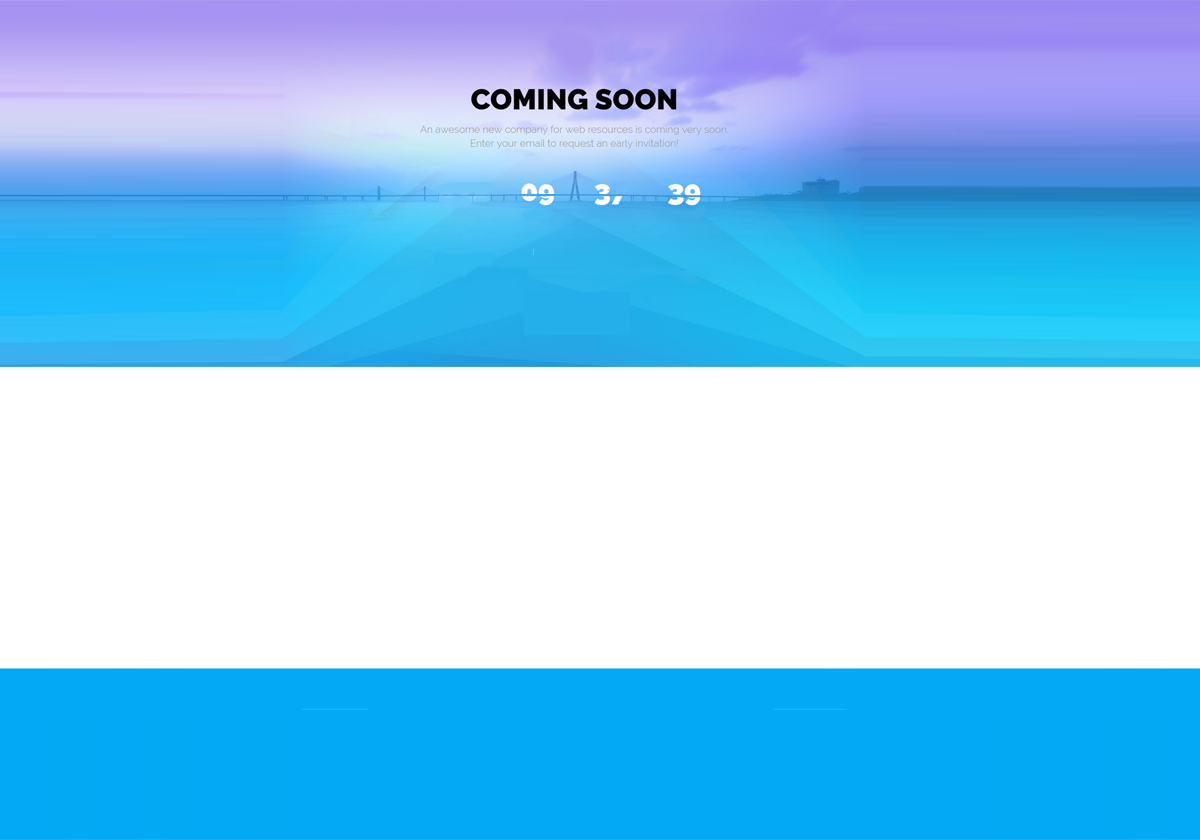 COMING SOON
An awesome new company for web resources is coming very soon.
Enter your email to request an early invitation!
09 39